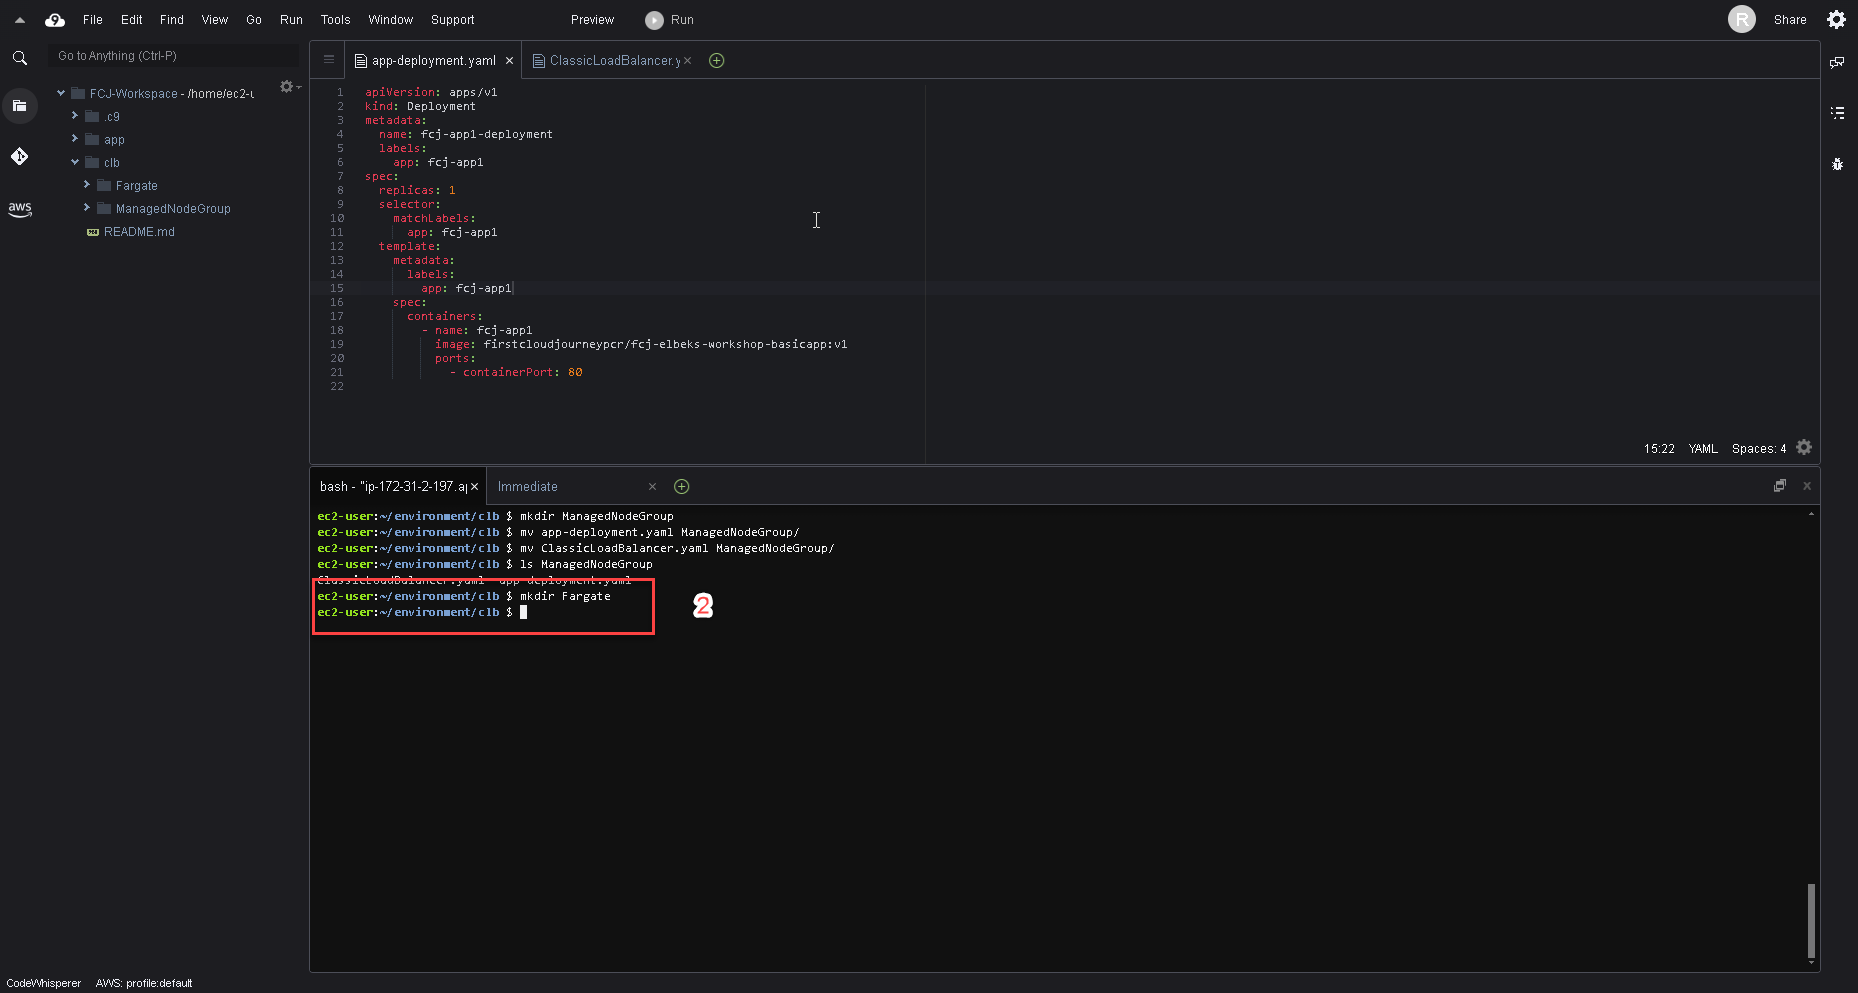 9 File Edit Find View Go Run Tools Window Support Preview Run R Share
Go to Anything (Ctrl-P)
FCJ-Workspace - /home/ec2-u
.c9
app
clb
Fargate
ManagedNodeGroup
README.md
aws
app-deployment.yaml ClassicLoadBalancer.y
1 apiVersion: apps/v1
2 kind: Deployment
3 metadata:
4 name: fcj-app1-deployment
5 labels:
6 app: fcj-app1
7 spec:
8 replicas: 1
9 selector:
10 matchLabels:
11 app: fcj-app1
12 template:
13 metadata:
14 labels:
15 app: fcj-app1
16 spec:
17 containers:
18 - name: fcj-app1
19 image: firstcloudjourneypcr/fcj-elbeks-workshop-basicapp:v1
20 ports:
21 - containerPort: 80
22
15:22 YAML Spaces: 4
bash - "ip-172-31-2-197.ap Immediate
ec2-user:~/environment/clb $ mkdir ManagedNodeGroup
ec2-user:~/environment/clb $ mv app-deployment.yaml ManagedNodeGroup/
ec2-user:~/environment/clb $ mv ClassicLoadBalancer.yaml ManagedNodeGroup/
ec2-user:~/environment/clb $ ls ManagedNodeGroup
ClassicLoadBalancer.yaml app-deployment.yaml
ec2-user:~/environment/clb $ mkdir Fargate
ec2-user:~/environment/clb $
2
CodeWhisperer AWS: profile:default